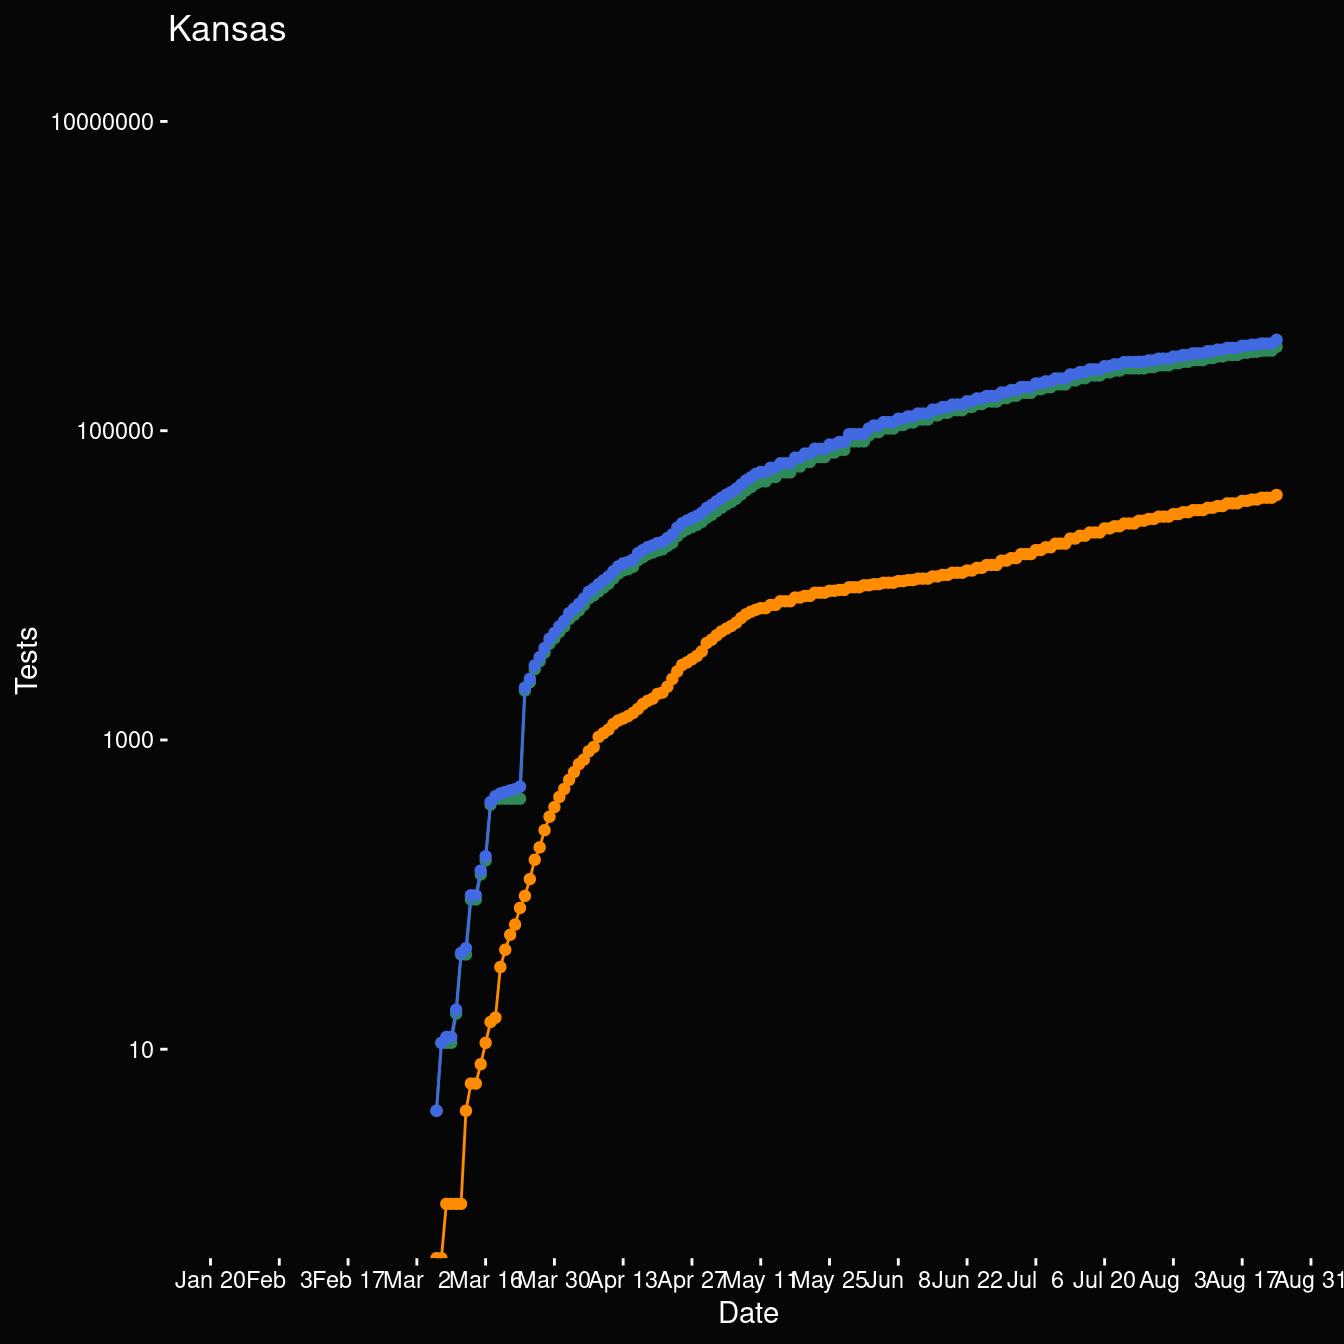 Kansas
10000000
100000
1000
10
Tests
Jan 20
Feb 3
Feb 17
Mar 2
Mar 16
Mar 30
Apr 13
Apr 27
May 11
May 25
Jun 8
Jun 22
Jul 6
Jul 20
Aug 3
Aug 17
Aug 31
Date